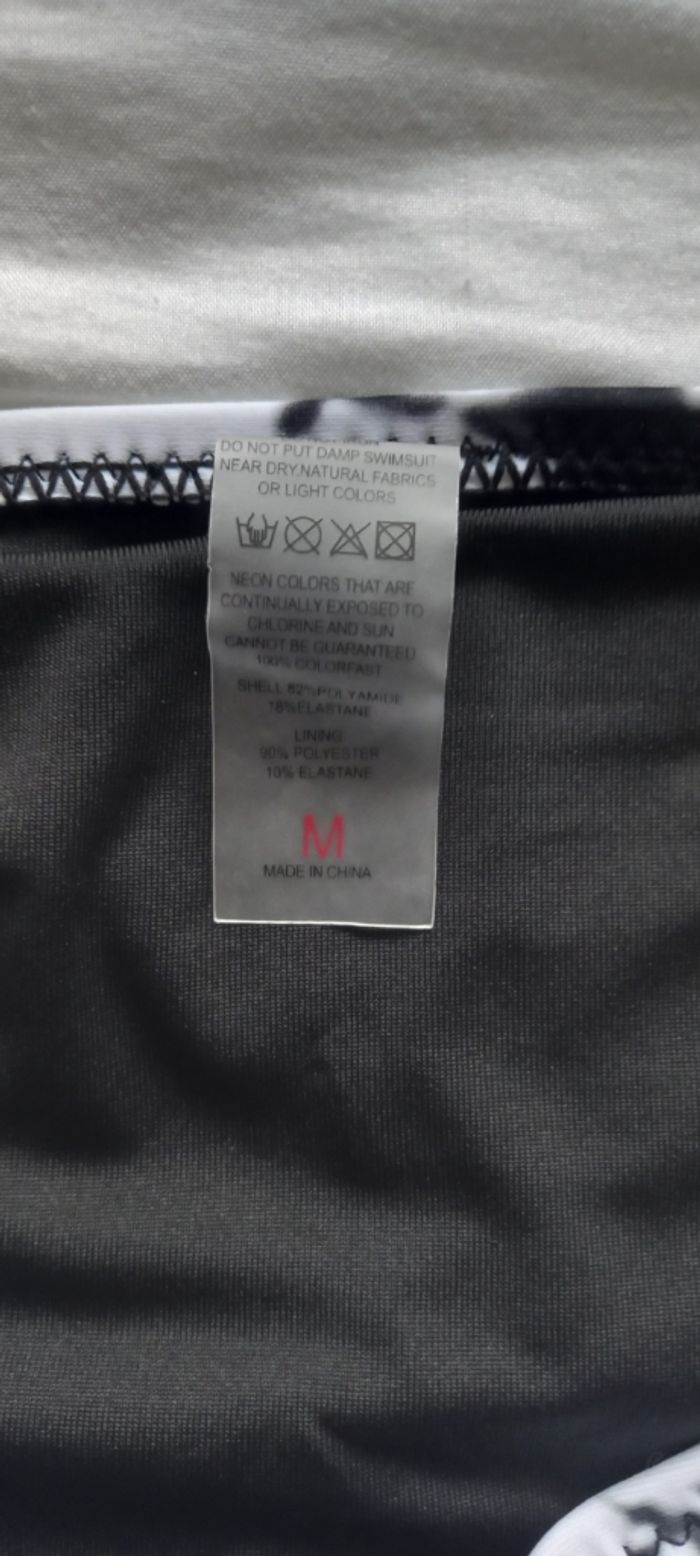 DO NOT PUT DAMP SWIMSUIT
NEAR DRY.NATURAL FABRICS
OR LIGHT COLORS
NEON COLORS THAT ARE
CONTINUALLY EXPOSED TO
CHLORINE AND SUN
CANNOT BE GUARANTEED
100% COLORFAST
SHELL 82%POLYAMIDE
18%ELASTANE
LINING:
90% POLYESTER
10% ELASTANE
M
MADE IN CHINA